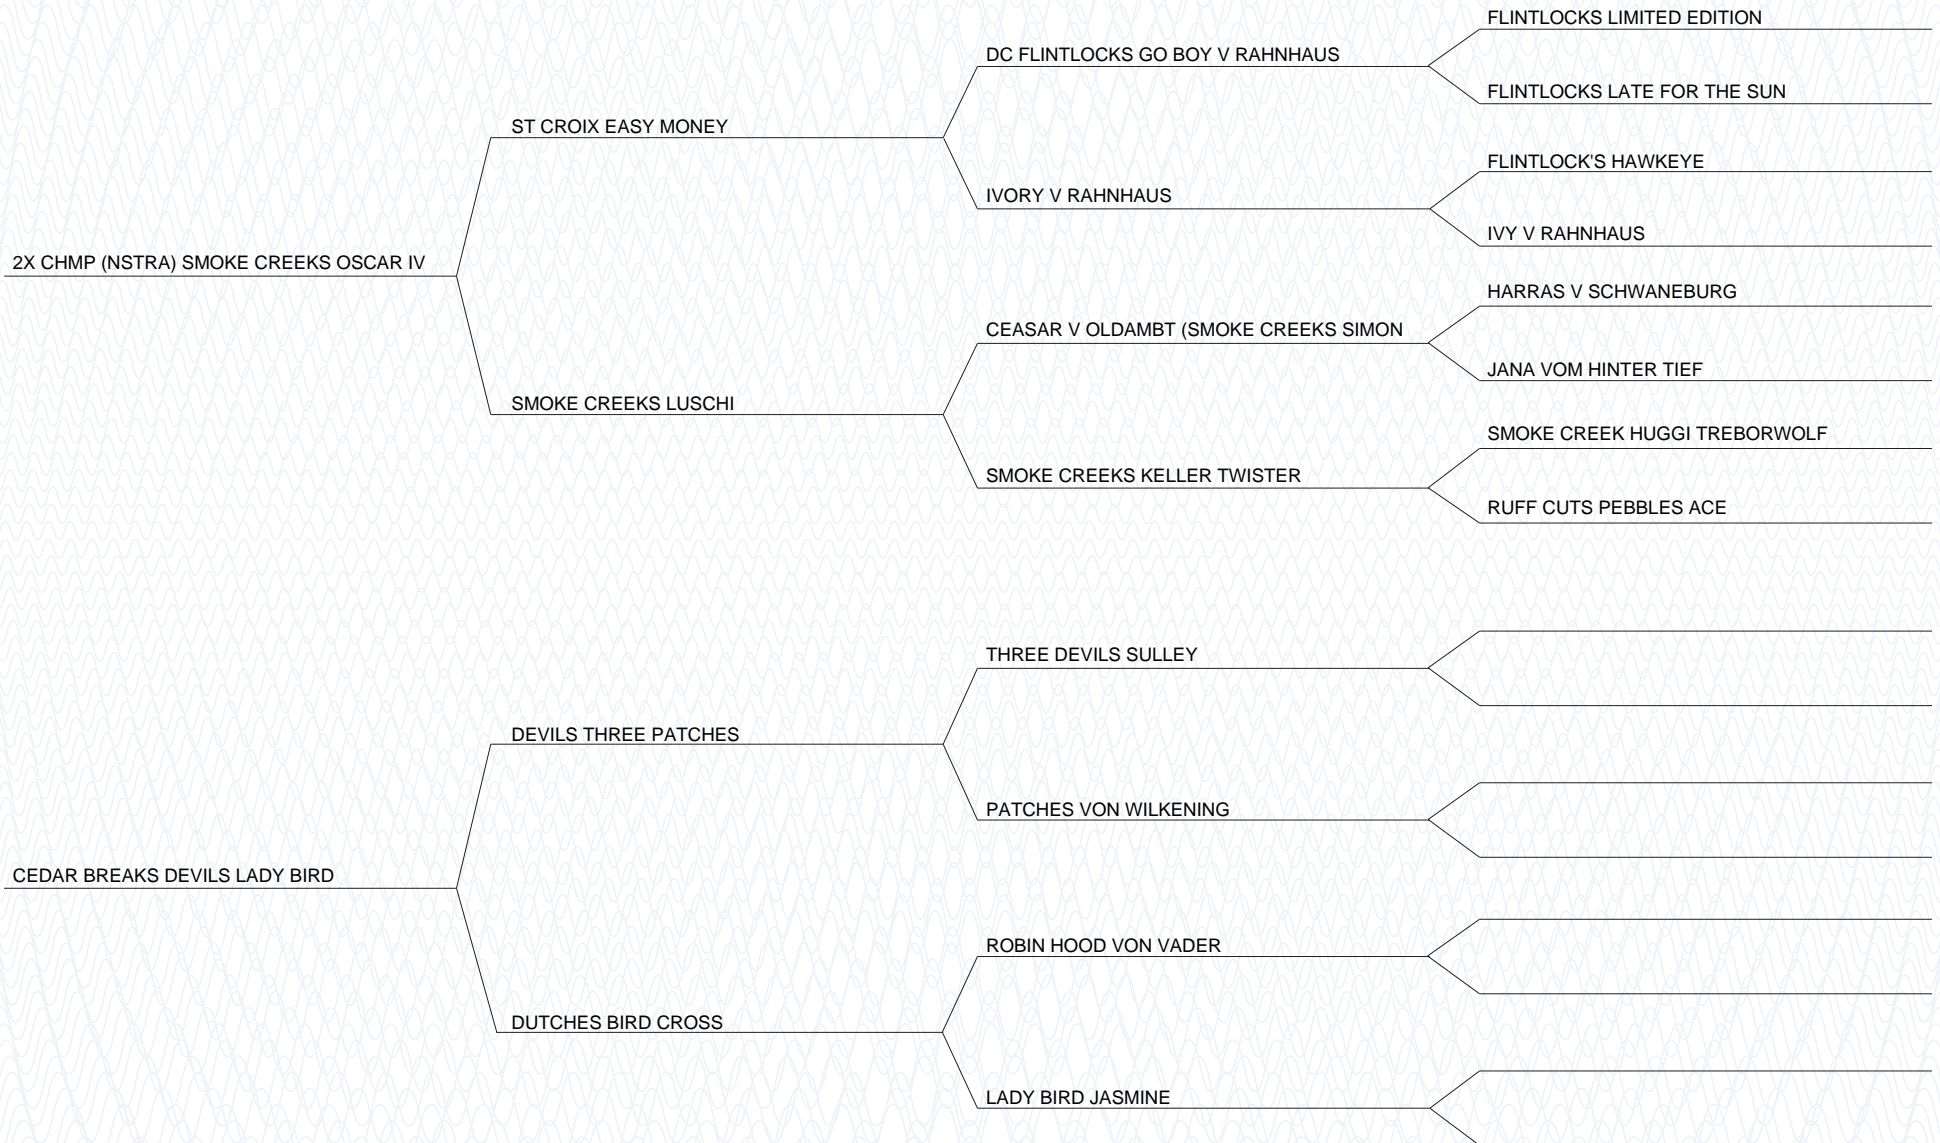 FLINTLOCKS LIMITED EDITION
DC FLINTLOCKS GO BOY V RAHNHAUS
FLINTLOCKS LATE FOR THE SUN
ST CROIX EASY MONEY
FLINTLOCK'S HAWKEYE
IVORY V RAHNHAUS
IVY V RAHNHAUS
2X CHMP (NSTRA) SMOKE CREEKS OSCAR IV
HARRAS V SCHWANEBURG
CEASAR V OLDAMBT (SMOKE CREEKS SIMON
JANA VOM HINTER TIEF
SMOKE CREEKS LUSCHI
SMOKE CREEK HUGGI TREBORWOLF
SMOKE CREEKS KELLER TWISTER
RUFF CUTS PEBBLES ACE
THREE DEVILS SULLEY
DEVILS THREE PATCHES
PATCHES VON WILKENING
CEDAR BREAKS DEVILS LADY BIRD
ROBIN HOOD VON VADER
DUTCHES BIRD CROSS
LADY BIRD JASMINE